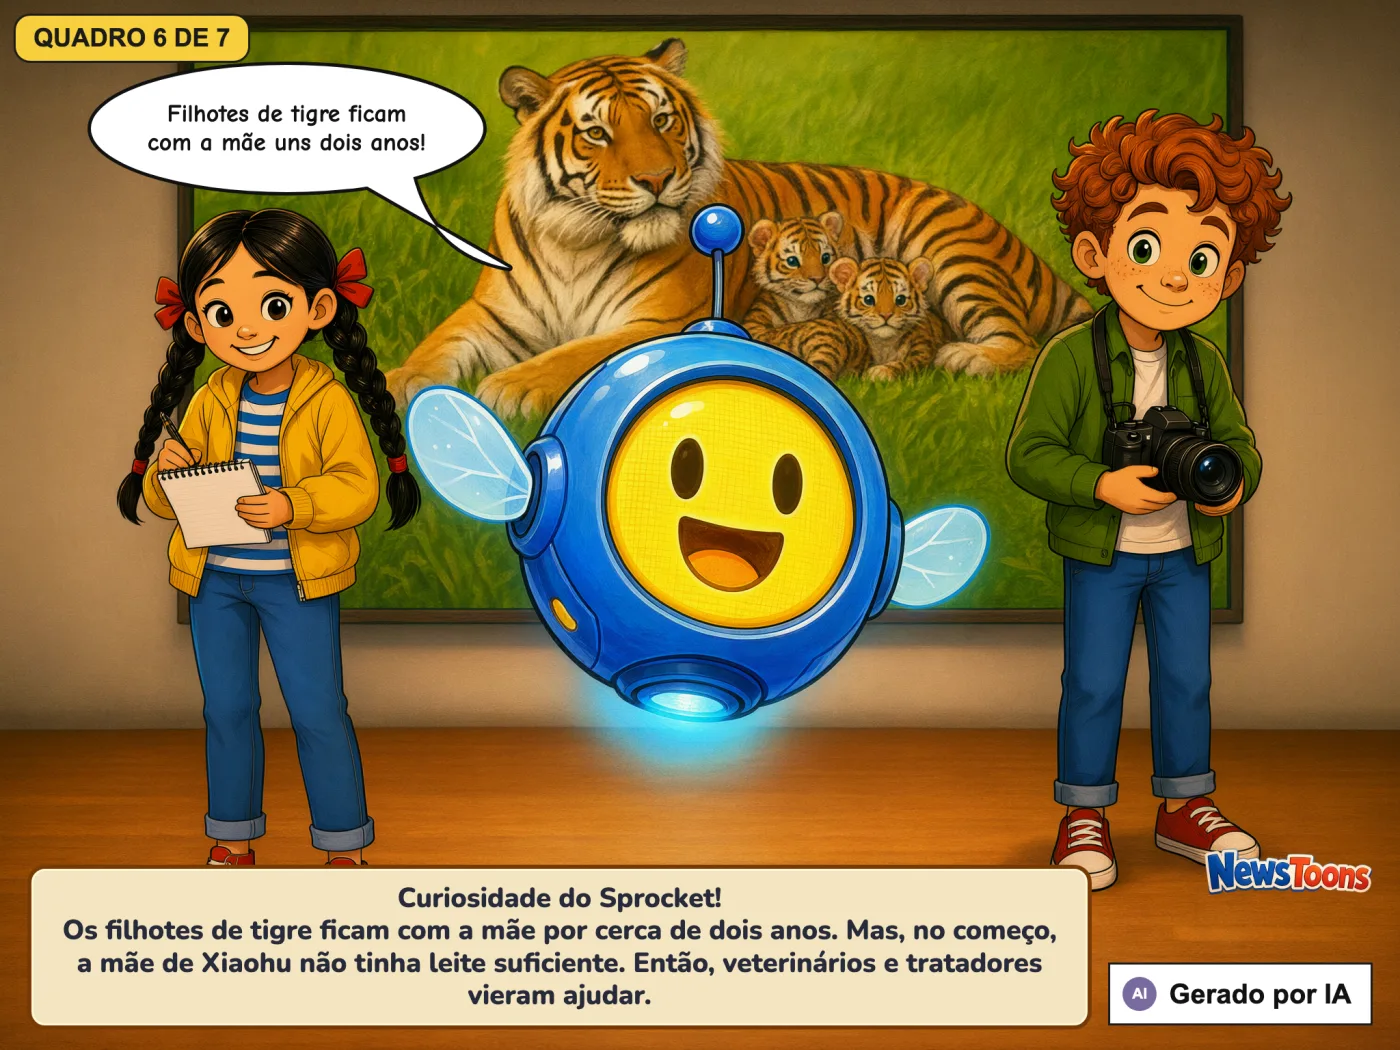 QUADRO 6 DE 7
Filhotes de tigre ficam
com a mãe uns dois anos!
Curiosidade do Sprocket!
Os filhotes de tigre ficam com a mãe por cerca de dois anos. Mas, no começo,
a mãe de Xiaohu não tinha leite suficiente. Então, veterinários e tratadores
vieram ajudar.
NewsToons
AI Gerado por IA